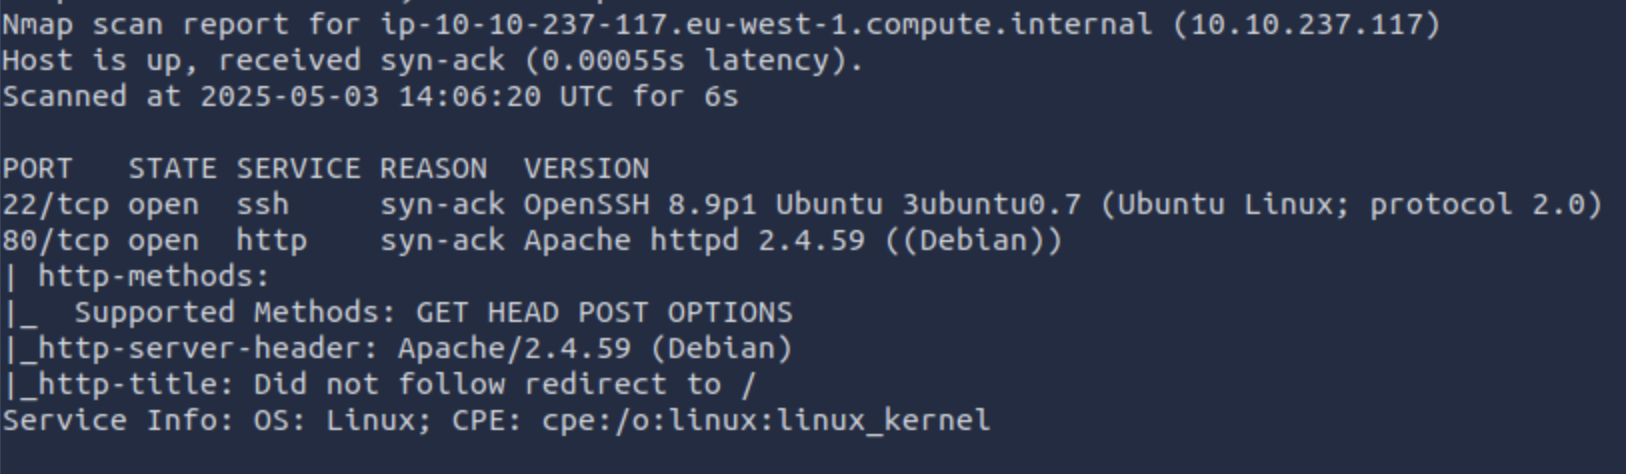 Nmap scan report for ip-10-10-237-117.eu-west-1.compute.internal (10.10.237.117)
Host is up, received syn-ack (0.00055s latency).
Scanned at 2025-05-03 14:06:20 UTC for 6s
PORT   STATE SERVICE REASON  VERSION
22/tcp open  ssh     syn-ack OpenSSH 8.9p1 Ubuntu 3ubuntu0.7 (Ubuntu Linux; protocol 2.0)
80/tcp open  http    syn-ack Apache httpd 2.4.59 ((Debian))
| http-methods:
|_  Supported Methods: GET HEAD POST OPTIONS
|_http-server-header: Apache/2.4.59 (Debian)
|_http-title: Did not follow redirect to /
Service Info: OS: Linux; CPE: cpe:/o:linux:linux_kernel